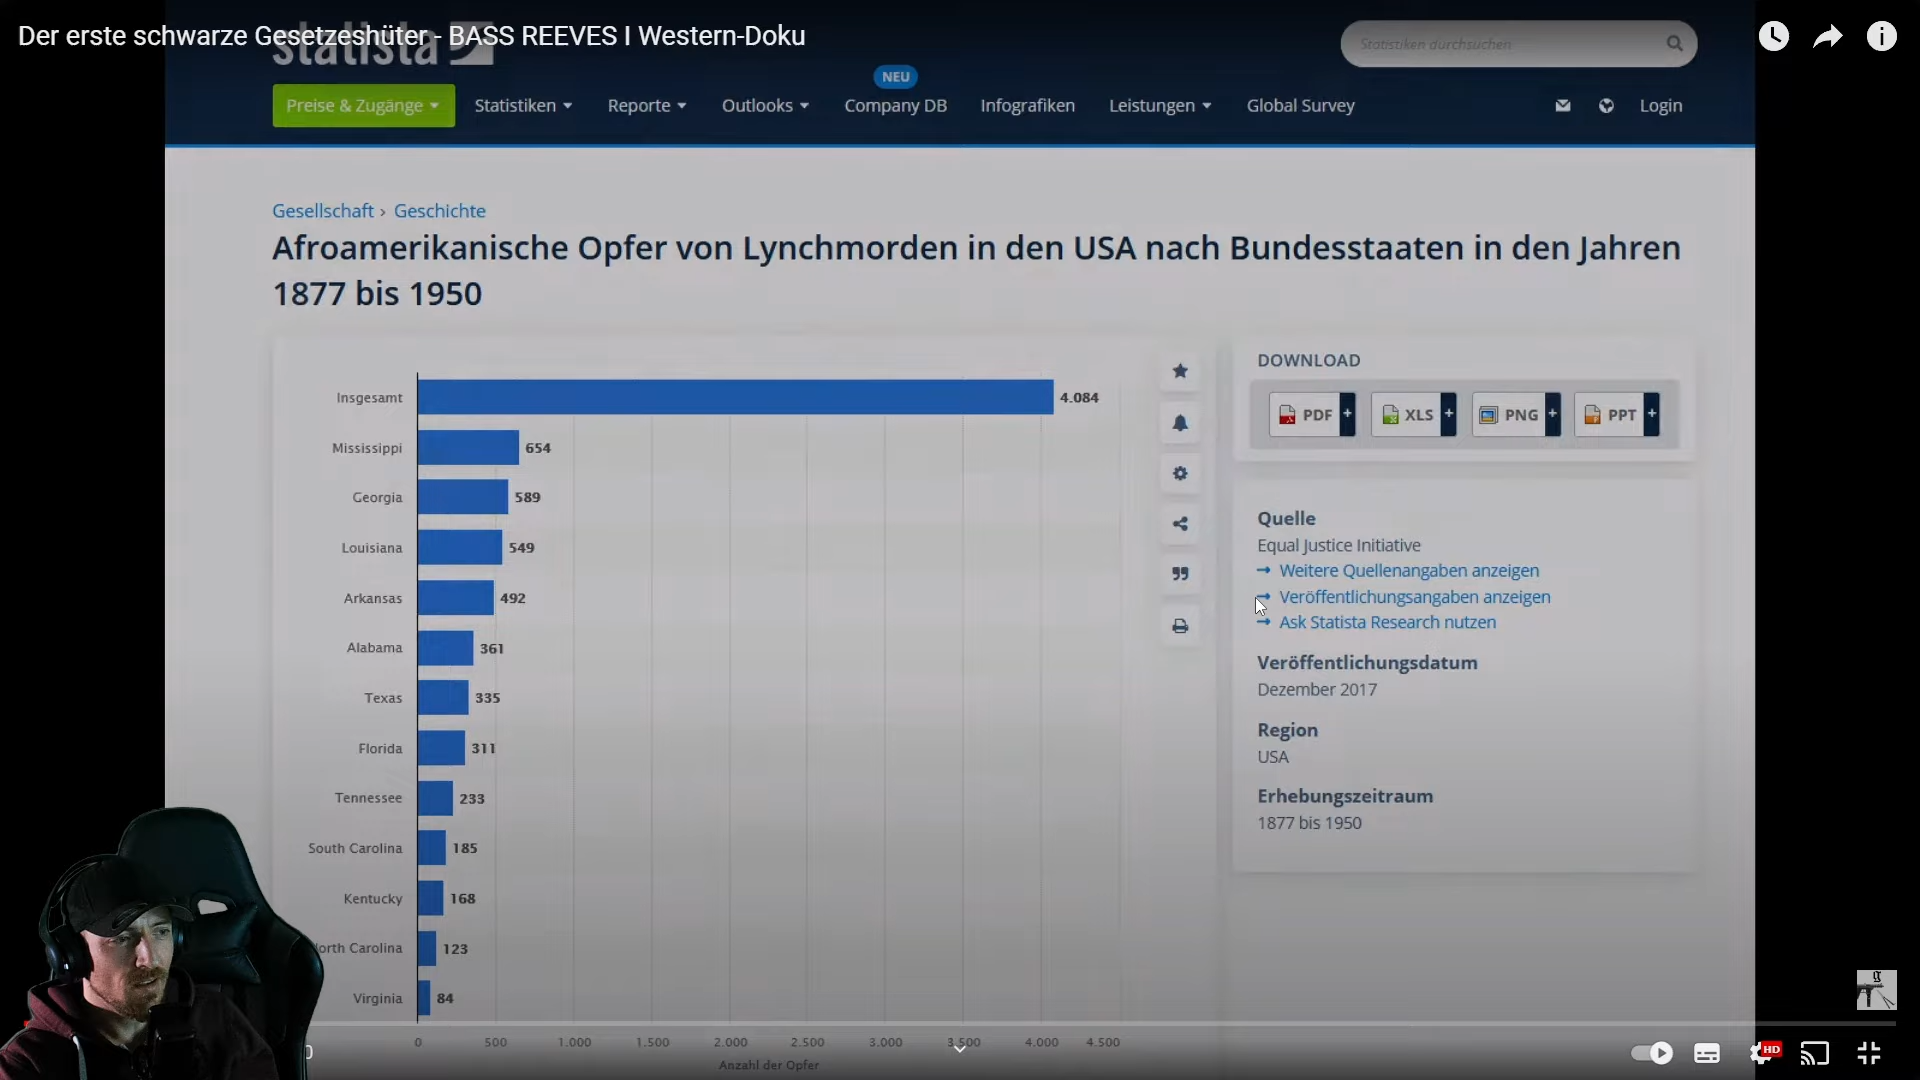 Der erste schwarze Gesetzeshüter - BASS REEVES I Western-Doku
statista
Statistiken durchsuchen
NEU
Preise & Zugänge
Statistiken
Reporte
Outlooks
Company DB
Infografiken
Leistungen
Global Survey
Login
Gesellschaft › Geschichte
Afroamerikanische Opfer von Lynchmorden in den USA nach Bundesstaaten in den Jahren
1877 bis 1950
Insgesamt 4.084
Mississippi 654
Georgia 589
Louisiana 549
Arkansas 492
Alabama 361
Texas 335
Florida 311
Tennessee 233
South Carolina 185
Kentucky 168
orth Carolina 123
Virginia 84
0 500 1.000 1.500 2.000 2.500 3.000 3.500 4.000 4.500
Anzahl der Opfer
DOWNLOAD
PDF + XLS + PNG + PPT +
Quelle
Equal Justice Initiative
→ Weitere Quellenangaben anzeigen
→ Veröffentlichungsangaben anzeigen
→ Ask Statista Research nutzen
Veröffentlichungsdatum
Dezember 2017
Region
USA
Erhebungszeitraum
1877 bis 1950
HD